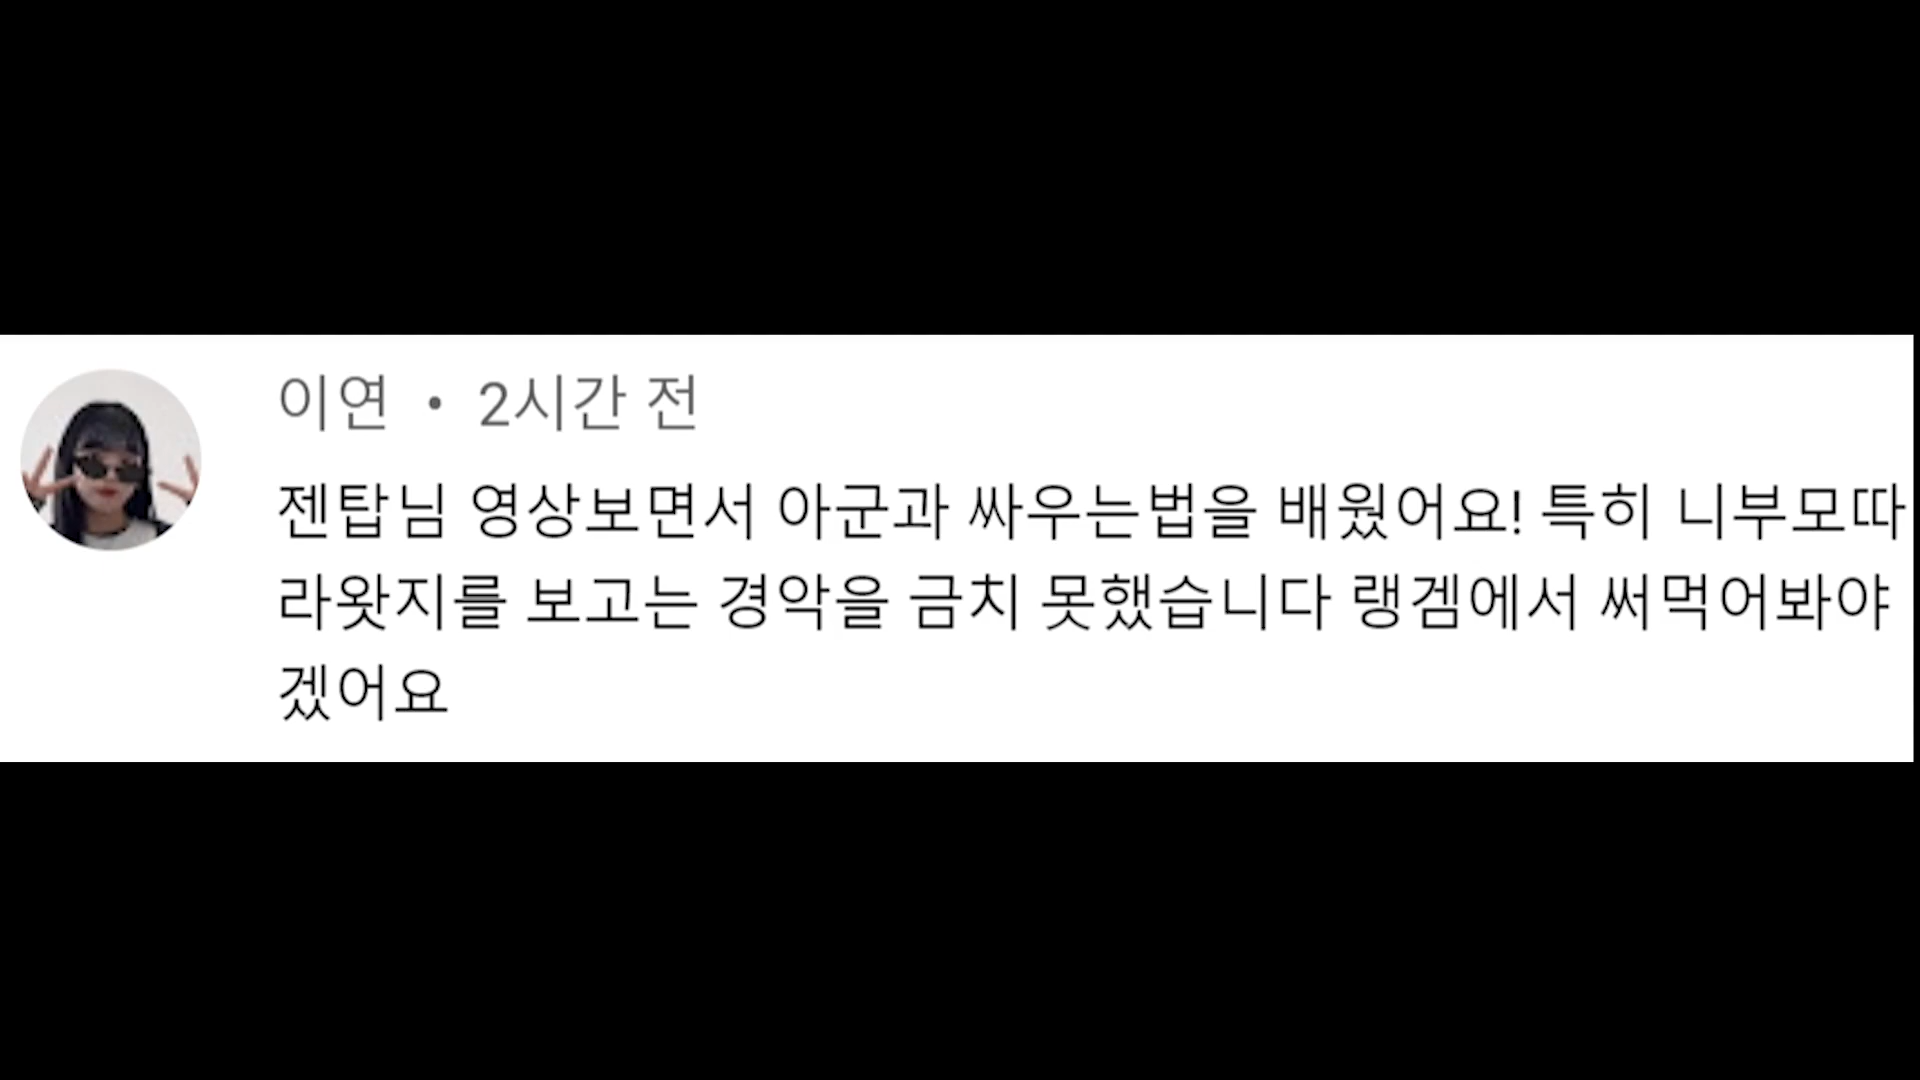 이연 • 2시간 전
젠탑님 영상보면서 아군과 싸우는법을 배웠어요! 특히 니부모따
라왓지를 보고는 경악을 금치 못했습니다 랭겜에서 써먹어봐야
겠어요